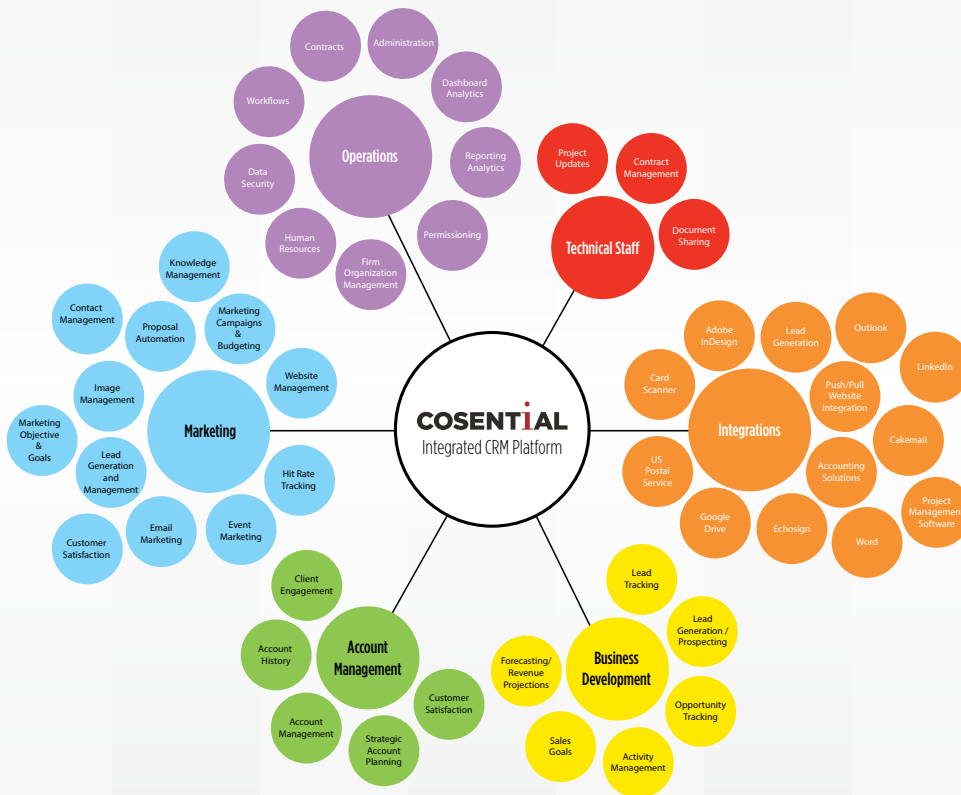 Contracts
Administration
Dashboard
Analytics
Workflows
Operations
Reporting
Analytics
Data
Security
Human
Resources
Firm
Organization
Management
Permissioning
Project
Updates
Contract
Management
Technical Staff
Document
Sharing
Knowledge
Management
Contact
Management
Proposal
Automation
Marketing
Campaigns
&
Budgeting
Image
Management
Website
Management
Marketing
Marketing
Objective
&
Goals
Lead
Generation
and
Management
Hit Rate
Tracking
Customer
Satisfaction
Email
Marketing
Event
Marketing
COSENTiAL
Integrated CRM Platform
Adobe
InDesign
Lead
Generation
Outlook
LinkedIn
Card
Scanner
Push/Pull
Website
Integration
Integrations
Cakemail
US
Postal
Service
Accounting
Solutions
Google
Drive
Echosign
Word
Project
Management
Software
Client
Engagement
Account
History
Account
Management
Customer
Satisfaction
Account
Management
Strategic
Account
Planning
Lead
Tracking
Lead
Generation /
Prospecting
Forecasting/
Revenue
Projections
Business
Development
Opportunity
Tracking
Sales
Goals
Activity
Management